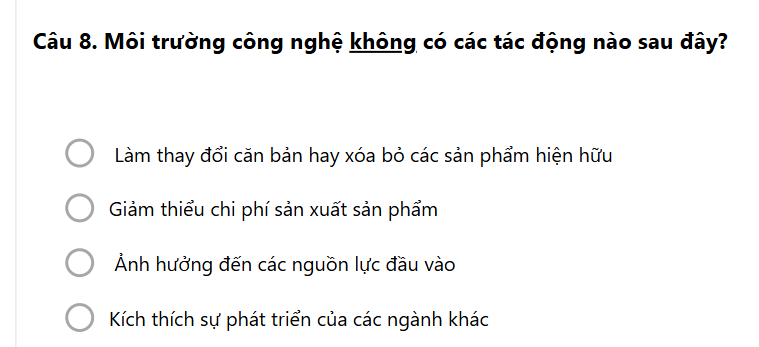 Câu 8. Môi trường công nghệ không có các tác động nào sau đây?
Làm thay đổi căn bản hay xóa bỏ các sản phẩm hiện hữu
Giảm thiểu chi phí sản xuất sản phẩm
Ảnh hưởng đến các nguồn lực đầu vào
Kích thích sự phát triển của các ngành khác